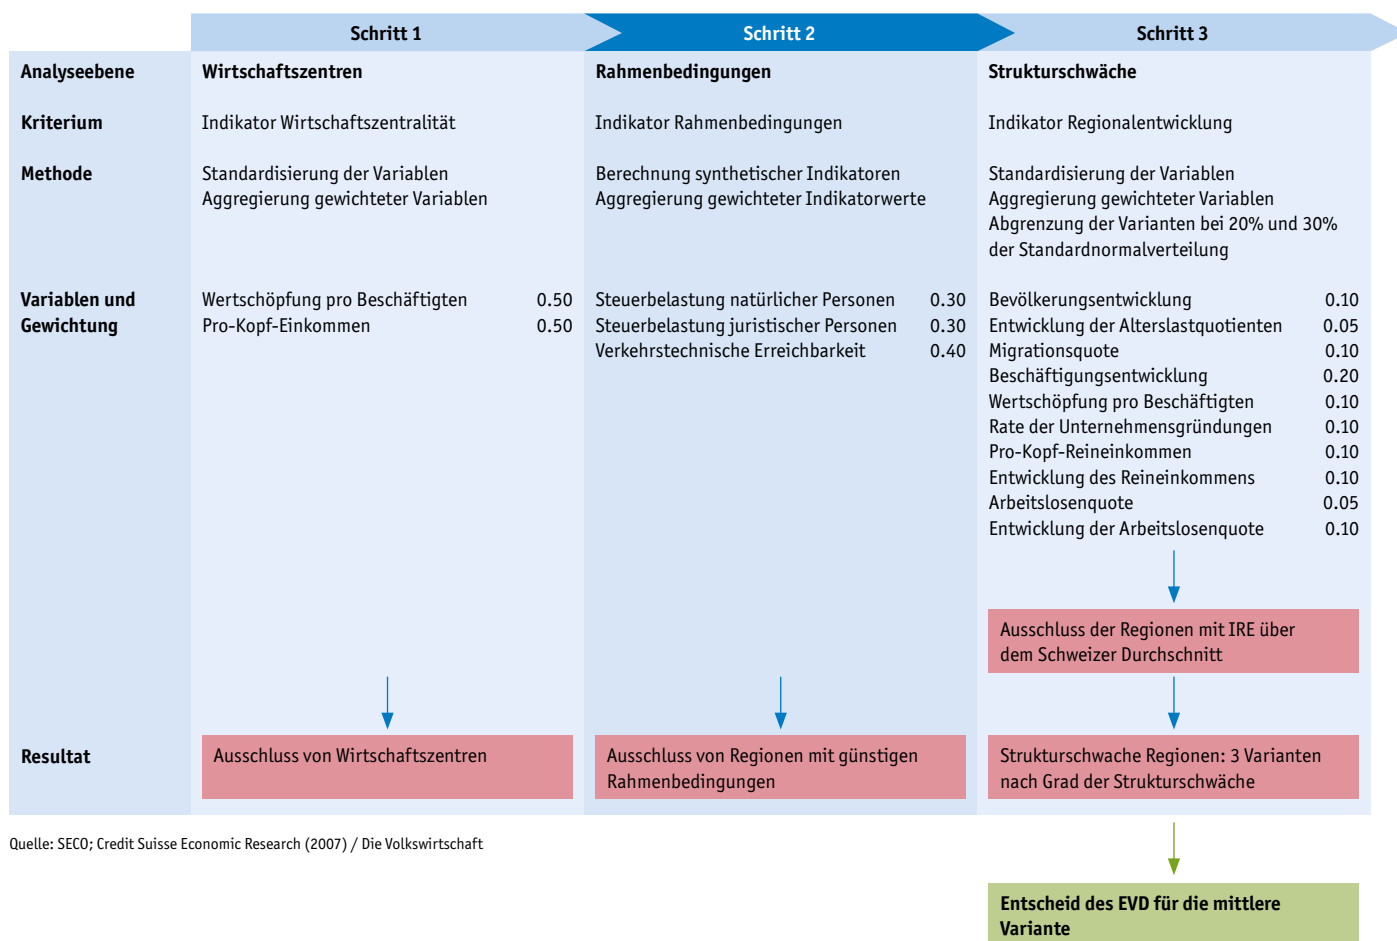 Schritt 1 Schritt 2 Schritt 3
Analyseebene Wirtschaftszentren Rahmenbedingungen Strukturschwäche
Kriterium Indikator Wirtschaftszentralität Indikator Rahmenbedingungen Indikator Regionalentwicklung
Methode Standardisierung der Variablen Berechnung synthetischer Indikatoren Standardisierung der Variablen
Aggregierung gewichteter Variablen Aggregierung gewichteter Indikatorwerte Aggregierung gewichteter Variablen
Abgrenzung der Varianten bei 20% und 30%
der Standardnormalverteilung
Variablen und Wertschöpfung pro Beschäftigten 0.50 Steuerbelastung natürlicher Personen 0.30 Bevölkerungsentwicklung 0.10
Gewichtung Pro-Kopf-Einkommen 0.50 Steuerbelastung juristischer Personen 0.30 Entwicklung der Alterslastquotienten 0.05
Verkehrstechnische Erreichbarkeit 0.40 Migrationsquote 0.10
Beschäftigungsentwicklung 0.20
Wertschöpfung pro Beschäftigten 0.10
Rate der Unternehmensgründungen 0.10
Pro-Kopf-Reineinkommen 0.10
Entwicklung des Reineinkommens 0.10
Arbeitslosenquote 0.05
Entwicklung der Arbeitslosenquote 0.10
Ausschluss der Regionen mit IRE über
dem Schweizer Durchschnitt
Resultat Ausschluss von Wirtschaftszentren Ausschluss von Regionen mit günstigen Strukturschwache Regionen: 3 Varianten
Rahmenbedingungen nach Grad der Strukturschwäche
Quelle: SECO; Credit Suisse Economic Research (2007) / Die Volkswirtschaft
Entscheid des EVD für die mittlere
Variante